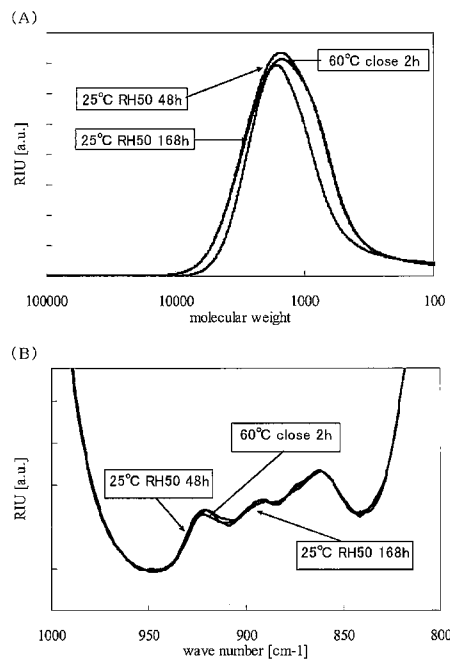 (A)
60℃ close 2h
25℃ RH50 48h
25℃ RH50 168h
RIU [a.u.]
100000 10000 1000 100
molecular weight
(B)
60℃ close 2h
25℃ RH50 48h
25℃ RH50 168h
RIU [a.u.]
1000 950 900 850 800
wave number [cm-1]